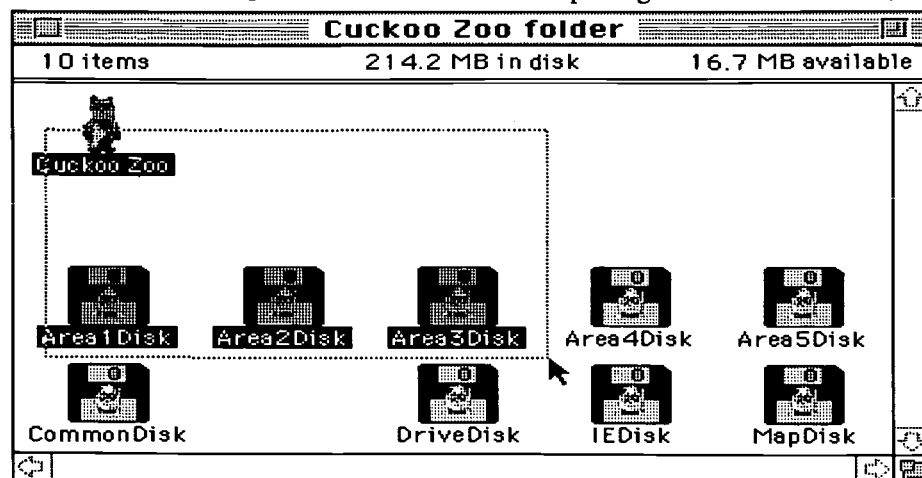 Cuckoo Zoo folder
10 items 214.2 MB in disk 16.7 MB available
Cuckoo Zoo
Area1Disk Area2Disk Area3Disk Area4Disk Area5Disk
CommonDisk DriveDisk IEDisk MapDisk